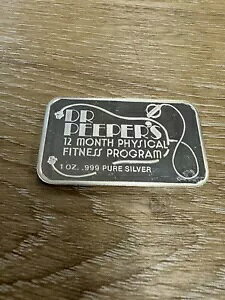 DR
PEEPER'S
12 MONTH PHYSICAL
FITNESS PROGRAM
1 OZ. .999 PURE SILVER